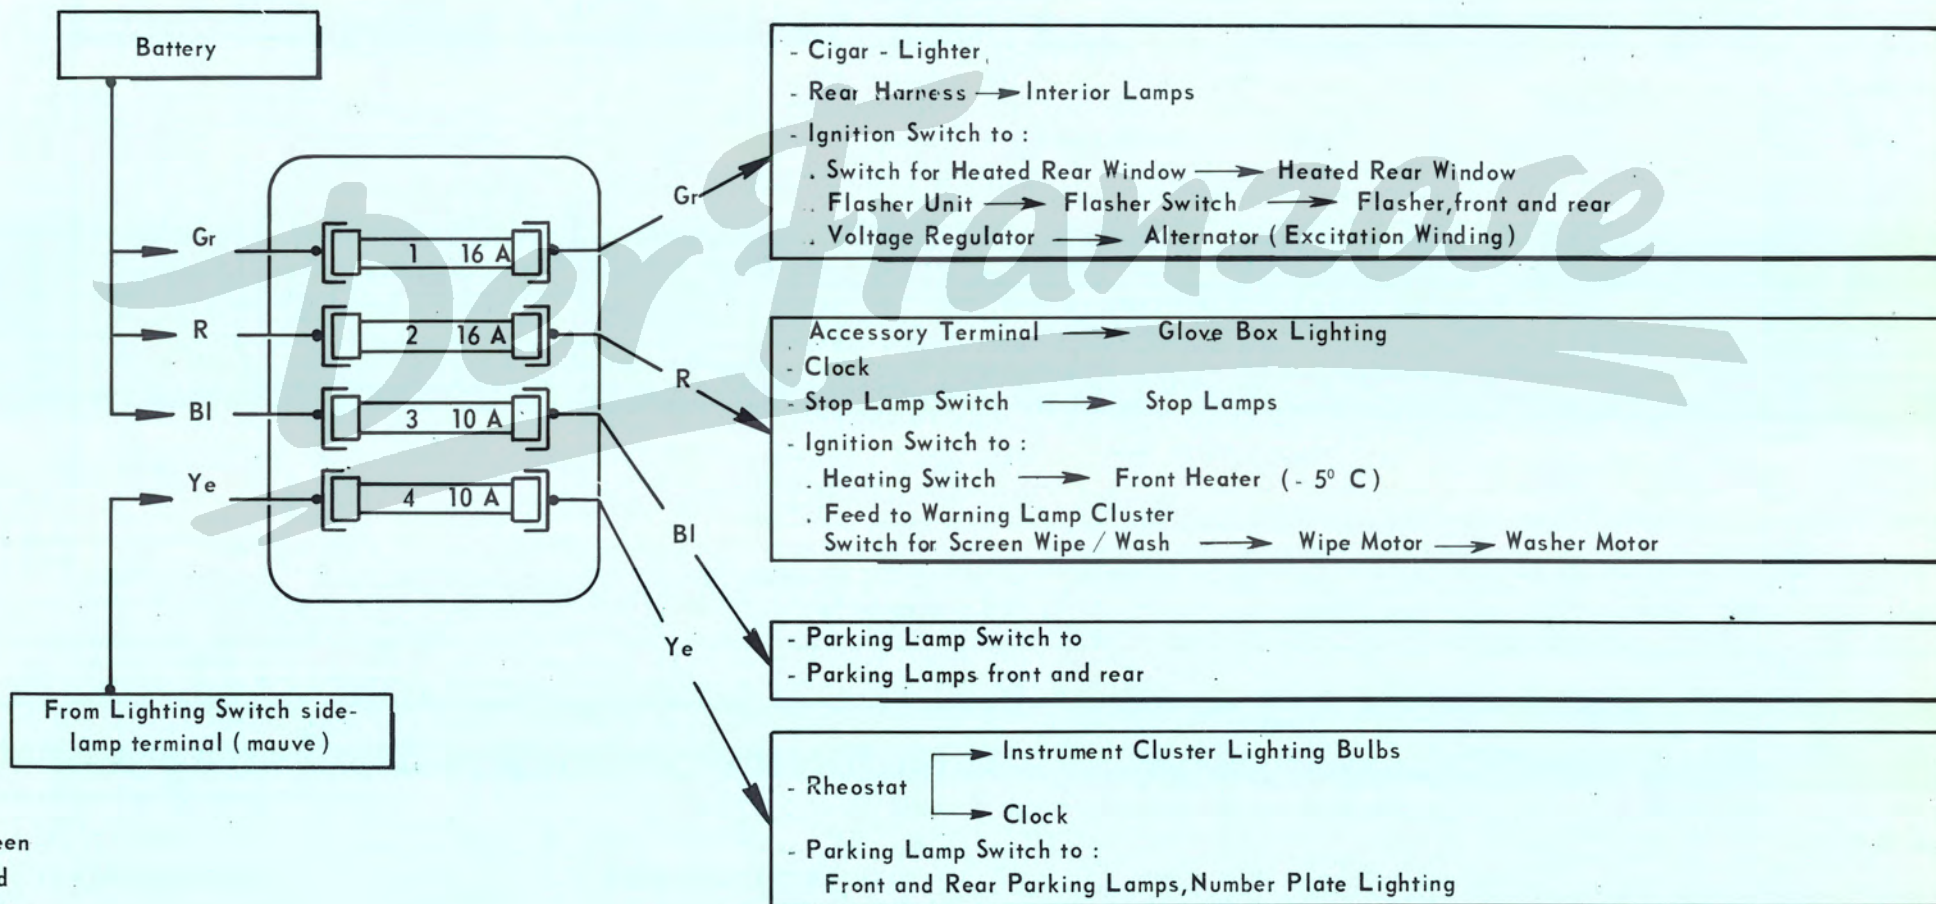 Battery
Gr
R
Bl
Ye
1 16 A
2 16 A
3 10 A
4 10 A
From Lighting Switch side-
lamp terminal ( mauve )
Gr
R
Bl
Ye
- Cigar - Lighter
- Rear Harness → Interior Lamps
- Ignition Switch to :
. Switch for Heated Rear Window → Heated Rear Window
. Flasher Unit → Flasher Switch → Flasher,front and rear
. Voltage Regulator → Alternator ( Excitation Winding )
Accessory Terminal → Glove Box Lighting
- Clock
- Stop Lamp Switch → Stop Lamps
- Ignition Switch to :
. Heating Switch → Front Heater ( - 5° C )
. Feed to Warning Lamp Cluster
Switch for Screen Wipe / Wash → Wipe Motor → Washer Motor
- Parking Lamp Switch to
- Parking Lamps front and rear
- Rheostat → Instrument Cluster Lighting Bulbs
→ Clock
- Parking Lamp Switch to :
Front and Rear Parking Lamps, Number Plate Lighting
Der Franzose